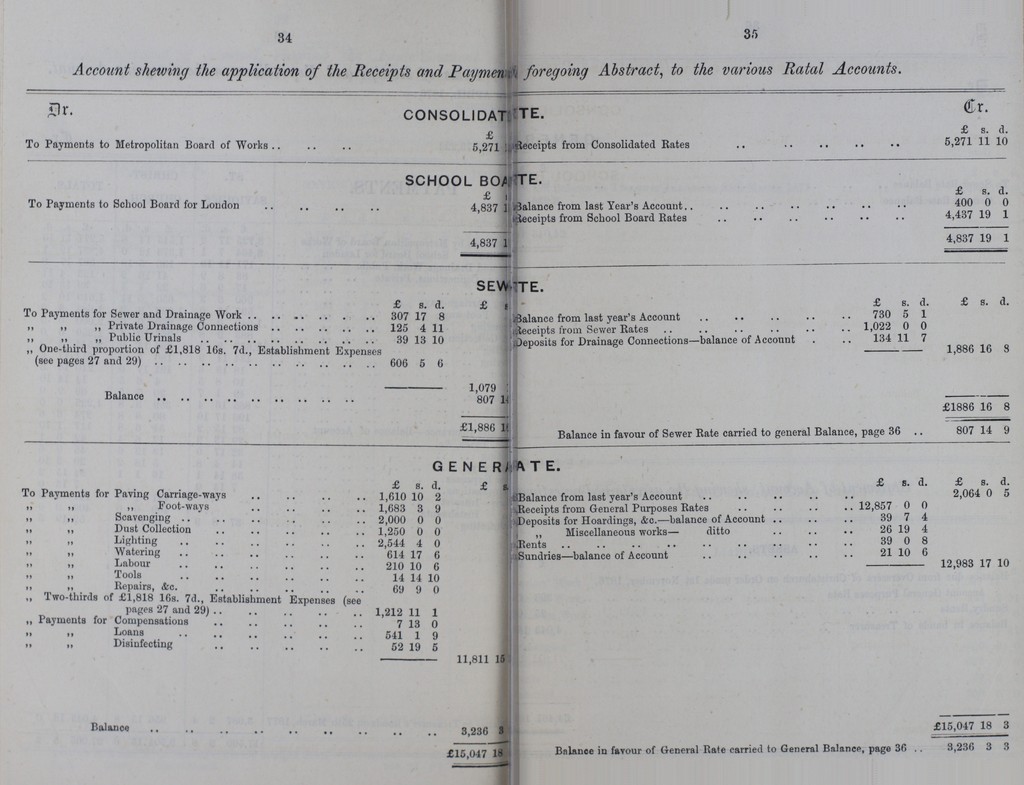 34
35
Account shewing the application of the Receipts and Paymen foregoing Abstract, to the various Ratal Accounts.
Dr.
CONSOLIDAT TE.
Cr.
£
£ s. d.
To Payments to Metropolitan Board of Works .. .. .. 5,271
Receipts from Consolidated Rates .. .. .. .. .. 5,271 11 10
SCHOOL BOA TE.
£
£ s. d.
To Payments to School Board for London .. .. .. .. 4,837 1
Balance from last Year's Account .. .. .. .. .. .. 400 0 0
Receipts from School Board Rates .. .. .. .. .. 4,437 19 1
4,837 1
4,837 19 1
SEW TE.
£ s. d. £
£ s. d. £ s. d.
To Payments for Sewer and Drainage Work .. .. .. .. .. .. 307 17 8
„ „ „ Private Drainage Connections .. .. .. .. .. 125 4 11
„ „ „ Public Urinals .. .. .. .. .. .. .. 39 13 10
„ One-third proportion of £1,818 16s. 7d., Establishment Expenses
(see pages 27 and 29) .. .. .. .. .. .. .. .. .. .. 606 5 6
1,079
Balance .. .. .. .. .. .. .. .. .. 807 1
£1,886 1
Balance from last year's Account .. .. .. .. .. 730 5 1
Receipts from Sewer Rates .. .. .. .. .. .. .. 1,022 0 0
Deposits for Drainage Connections—balance of Account . .. 134 11 7
1,886 16 8
£1886 16 8
Balance in favour of Sewer Rate carried to general Balance, page 36 .. 807 14 9
GENERA ATE.
£ s. d. £ s.
£ s. d. £ s. d.
To Payments for Paving Carriage-ways .. .. .. .. .. 1,610 10 2
„ „ „ Foot-ways .. .. .. .. .. 1,683 3 9
„ „ Scavenging .. .. .. .. .. .. .. 2,000 0 0
„ „ Dust Collection .. .. .. .. .. 1,250 0 0
„ „ Lighting .. .. .. .. .. .. .. 2,544 4 0
„ „ Watering .. .. .. .. .. .. 614 17 6
„ „ Labour .. .. .. .. .. .. 210 10 6
„ „ Tools .. .. .. .. .. .. 14 14 10
„ „ Repairs, &c. .. .. .. .. .. 69 9 0
„ Two-thirds of £1,818 16s. 7d., Establishment Expenses (see
pages 27 and 29) .. .. .. .. .. .. 1,212 11 1
„ Payments for Compensations .. .. .. .. .. 7 13 0
„ „ Loans .. .. .. .. .. .. 541 1 9
„ „ Disinfecting .. .. .. .. .. 52 19 5
11,811 15
Balance .. .. .. .. .. .. .. .. 3,236 3
£15,047 18
Balance from last year's Account .. .. .. 2,064 0 5
Receipts from General Purposes Rates .. .. .. .. 12,857 0 0
Deposits for Hoardings, &c.—balance of Account .. .. .. 39 7 4
„ Miscellaneous works— ditto .. .. .. 26 19 4
Rents .. .. .. .. .. .. .. .. 39 0 8
Sundries—balance of Account .. .. .. .. 21 10 6
12,983 17 10
£15,047 18 3
Balance in favour of General Rate carried to General Balance, page 36 .. 3,236 3 3